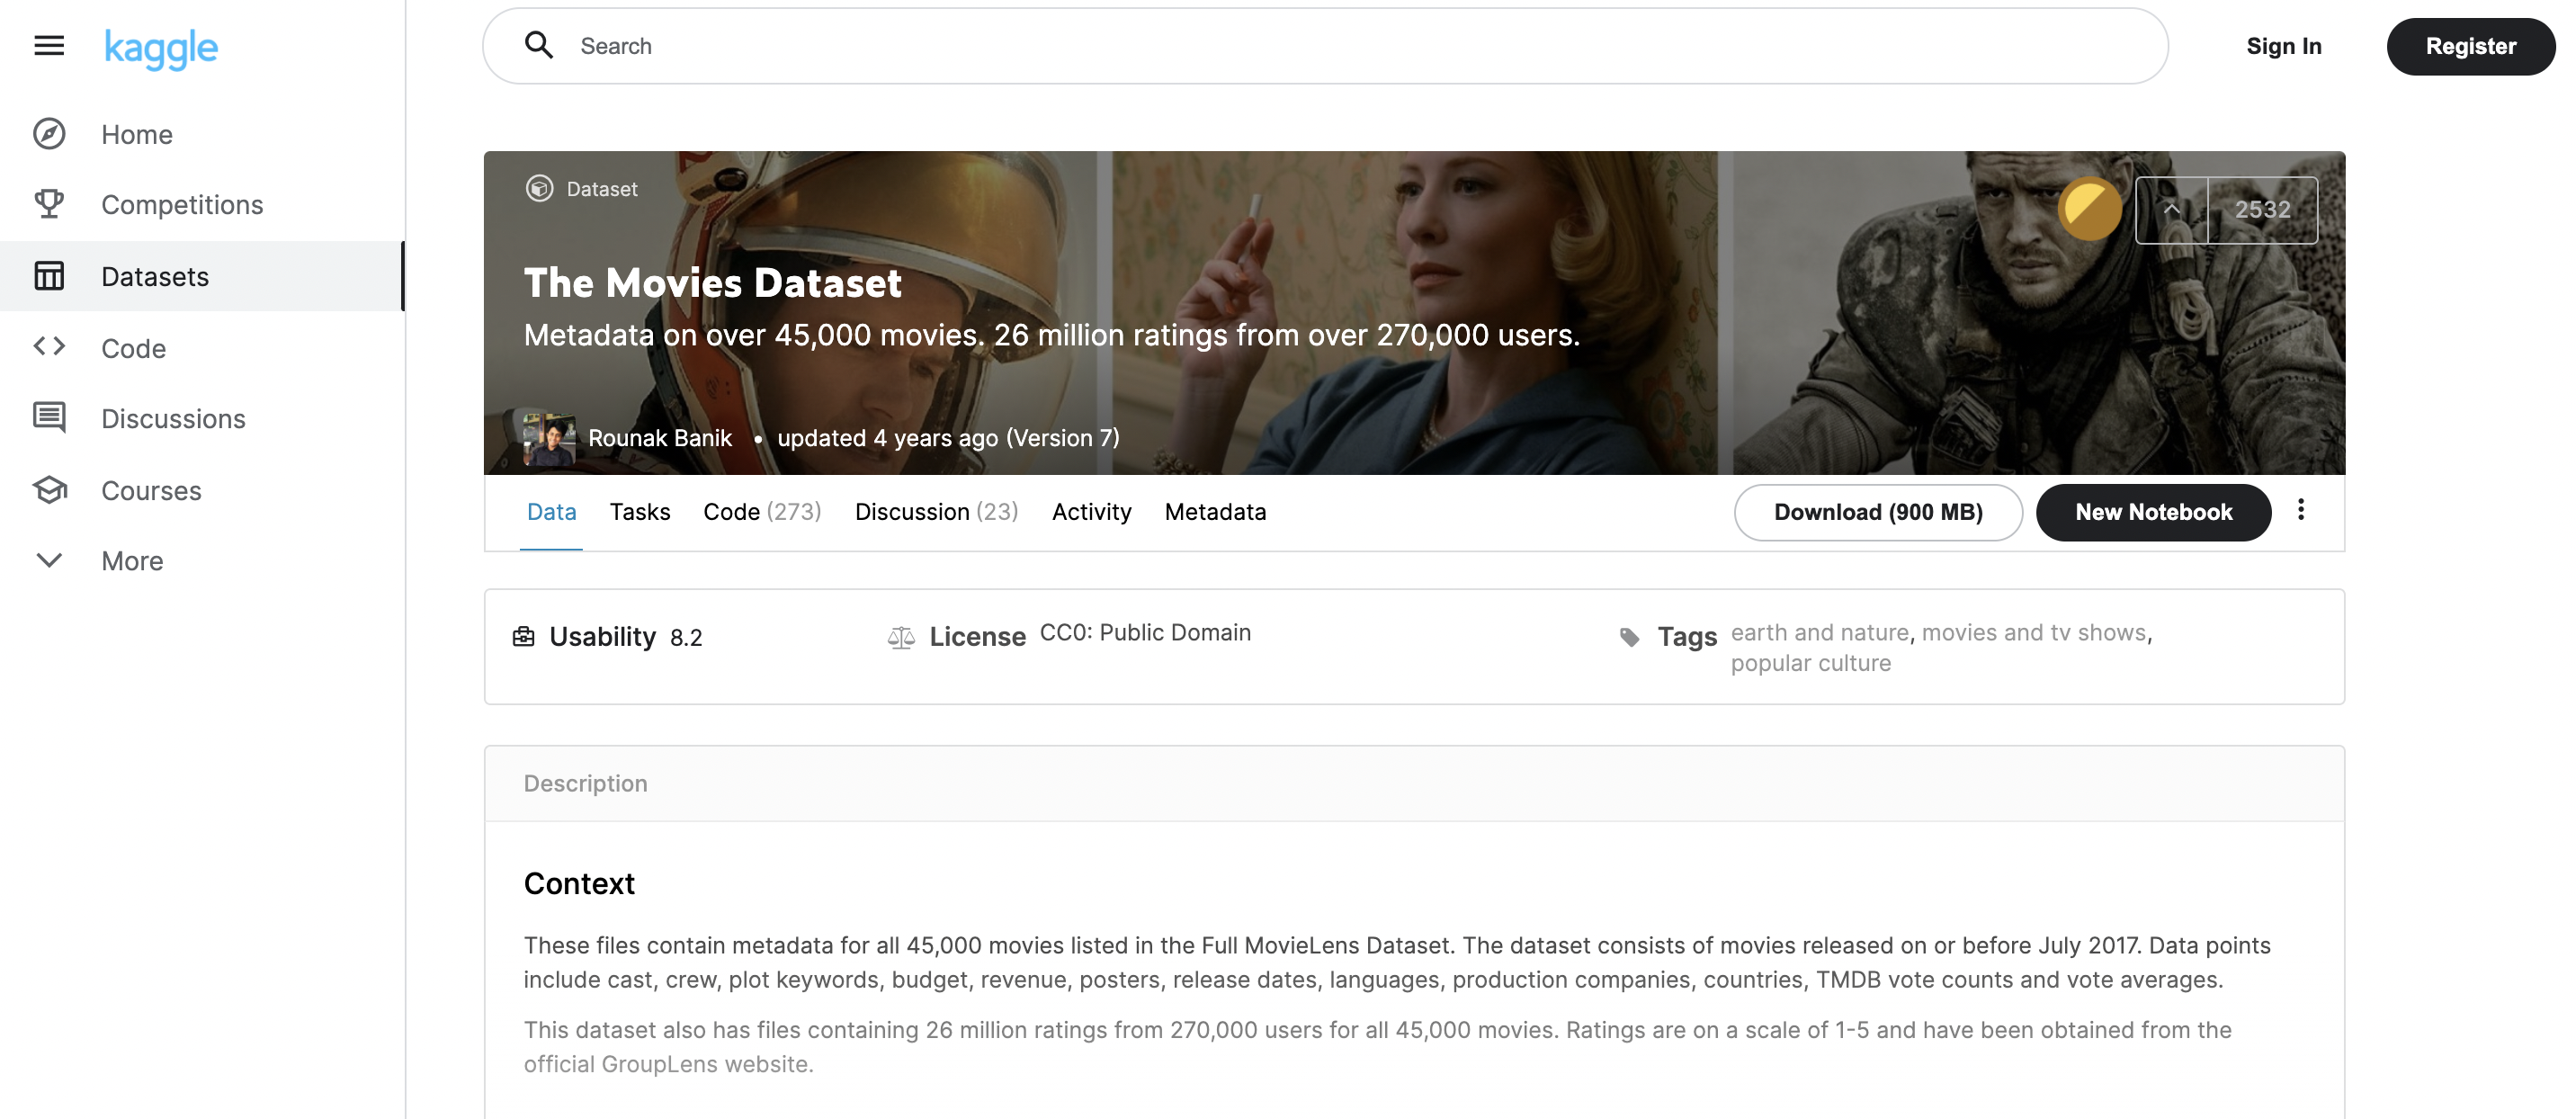 kaggle
Search
Sign In
Register
Home
Competitions
Datasets
Code
Discussions
Courses
More
Dataset
2532
The Movies Dataset
Metadata on over 45,000 movies. 26 million ratings from over 270,000 users.
Rounak Banik • updated 4 years ago (Version 7)
Data Tasks Code (273) Discussion (23) Activity Metadata
Download (900 MB)
New Notebook
Usability 8.2
License CC0: Public Domain
Tags earth and nature, movies and tv shows,
popular culture
Description
Context
These files contain metadata for all 45,000 movies listed in the Full MovieLens Dataset. The dataset consists of movies released on or before July 2017. Data points
include cast, crew, plot keywords, budget, revenue, posters, release dates, languages, production companies, countries, TMDB vote counts and vote averages.
This dataset also has files containing 26 million ratings from 270,000 users for all 45,000 movies. Ratings are on a scale of 1-5 and have been obtained from the
official GroupLens website.